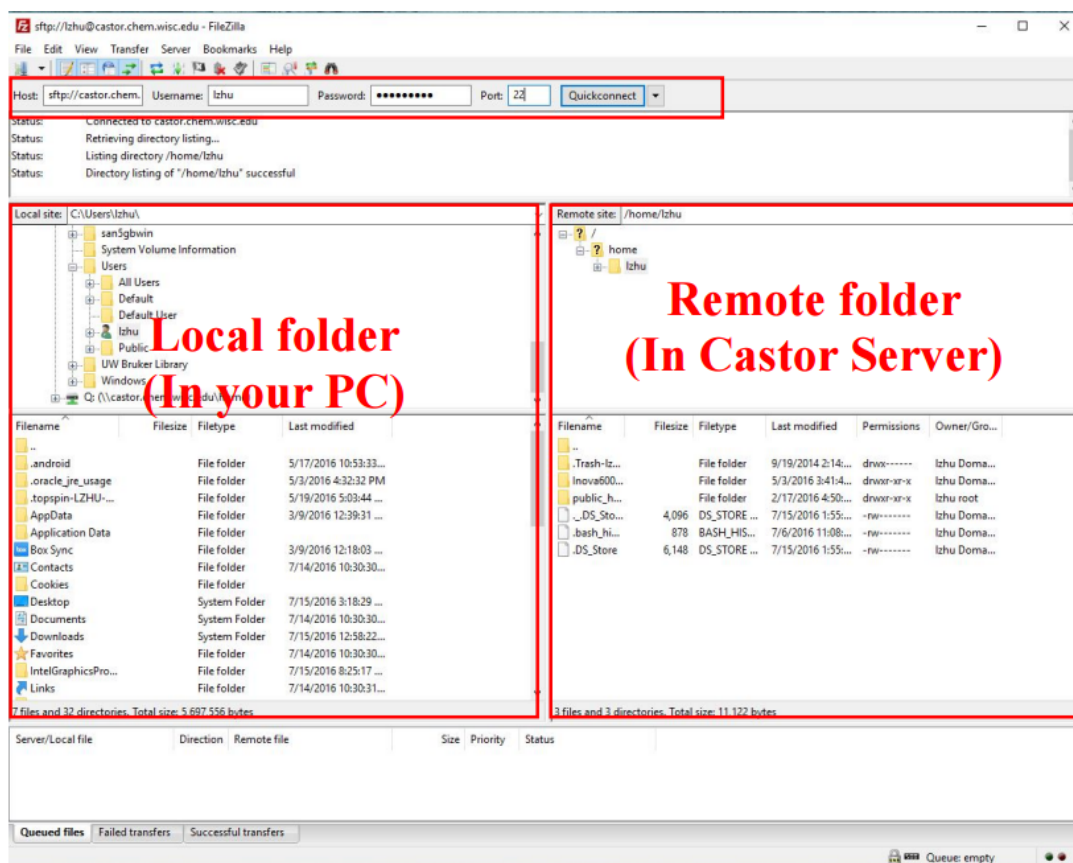 sftp://lzhu@castor.chem.wisc.edu - FileZilla
File Edit View Transfer Server Bookmarks Help
Host: sftp://castor.chem. Username: lzhu Password: ●●●●●●●●● Port: 22 Quickconnect
Status: Connected to castor.chem.wisc.edu
Status: Retrieving directory listing...
Status: Listing directory /home/lzhu
Status: Directory listing of "/home/lzhu" successful
Local site: C:\Users\lzhu\
san5gbwin
System Volume Information
Users
All Users
Default
Default User
lzhu
Public
UW Bruker Library
Windows
Q: (\\castor.chem.wisc.edu\home)
Local folder
(In your PC)
Filename Filesize Filetype Last modified
..
.android File folder 5/17/2016 10:53:33...
.oracle_jre_usage File folder 5/3/2016 4:32:32 PM
.topspin-LZHU-... File folder 5/19/2016 5:03:44 ...
AppData File folder 3/9/2016 12:39:31 ...
Application Data File folder
Box Sync File folder 3/9/2016 12:18:03 ...
Contacts File folder 7/14/2016 10:30:30...
Cookies File folder
Desktop System Folder 7/15/2016 3:18:29 ...
Documents System Folder 7/14/2016 10:30:30...
Downloads System Folder 7/15/2016 12:58:22...
Favorites File folder 7/14/2016 10:30:30...
IntelGraphicsPro... File folder 7/15/2016 8:25:17 ...
Links File folder 7/14/2016 10:30:31...
7 files and 32 directories. Total size: 5,697,556 bytes
Remote site: /home/lzhu
/
home
lzhu
Remote folder
(In Castor Server)
Filename Filesize Filetype Last modified Permissions Owner/Gro...
..
.Trash-lz... File folder 9/19/2014 2:14:... drwx------ lzhu Doma...
Inova600... File folder 5/3/2016 3:41:4... drwxr-xr-x lzhu Doma...
public_h... File folder 2/17/2016 4:50:... drwxr-xr-x lzhu root
._.DS_Sto... 4,096 DS_STORE ... 7/15/2016 1:55:... -rw------- lzhu Doma...
.bash_hi... 878 BASH_HIS... 7/6/2016 11:08:... -rw------- lzhu Doma...
.DS_Store 6,148 DS_STORE ... 7/15/2016 1:55:... -rw------- lzhu Doma...
3 files and 3 directories. Total size: 11,122 bytes
Server/Local file Direction Remote file Size Priority Status
Queued files Failed transfers Successful transfers
Queue: empty